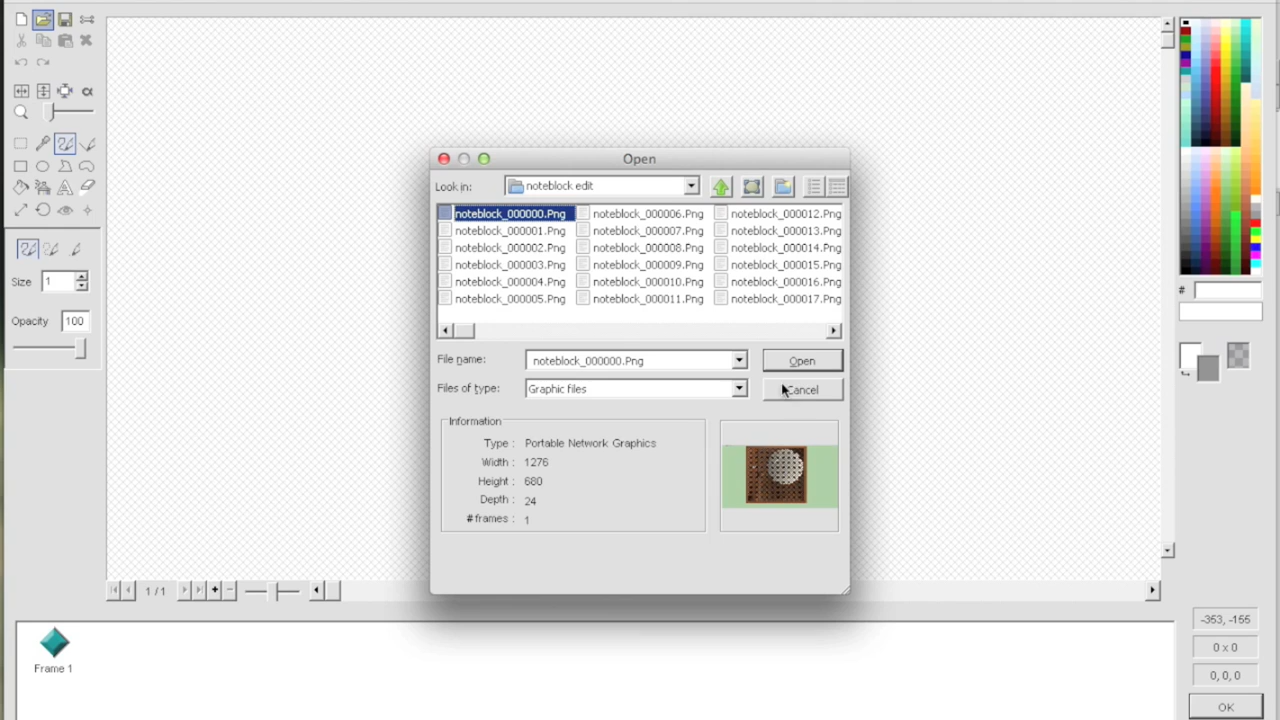 Open
Look in:
noteblock edit
noteblock_000000.Png
noteblock_000006.Png
noteblock_000012.Png
noteblock_000001.Png
noteblock_000007.Png
noteblock_000013.Png
noteblock_000002.Png
noteblock_000008.Png
noteblock_000014.Png
noteblock_000003.Png
noteblock_000009.Png
noteblock_000015.Png
noteblock_000004.Png
noteblock_000010.Png
noteblock_000016.Png
noteblock_000005.Png
noteblock_000011.Png
noteblock_000017.Png
File name:
noteblock_000000.Png
Open
Files of type:
Graphic files
Cancel
Information
Type : Portable Network Graphics
Width : 1276
Height : 680
Depth : 24
# frames : 1
Size 1
Opacity 100
#
1 / 1
Frame 1
-353, -155
0 x 0
0, 0, 0
OK